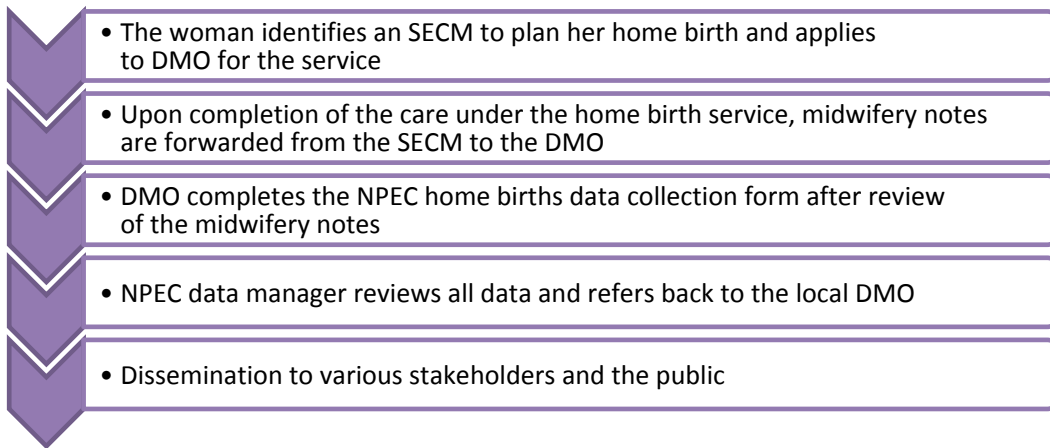 • The woman identifies an SECM to plan her home birth and applies
to DMO for the service
• Upon completion of the care under the home birth service, midwifery notes
are forwarded from the SECM to the DMO
• DMO completes the NPEC home births data collection form after review
of the midwifery notes
• NPEC data manager reviews all data and refers back to the local DMO
• Dissemination to various stakeholders and the public